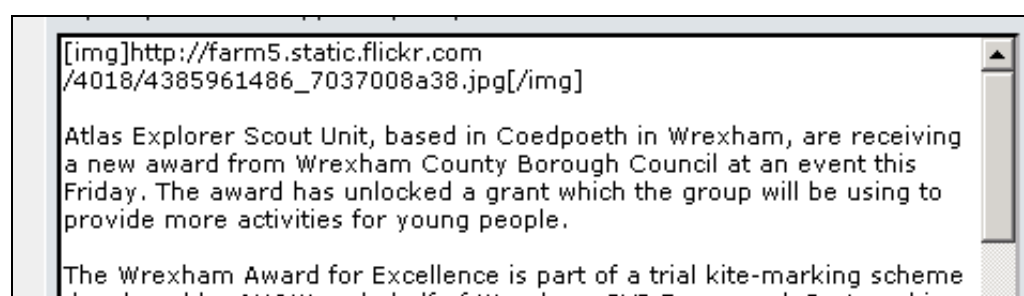 [img]http://farm5.static.flickr.com
/4018/4385961486_7037008a38.jpg[/img]
Atlas Explorer Scout Unit, based in Coedpoeth in Wrexham, are receiving
a new award from Wrexham County Borough Council at an event this
Friday. The award has unlocked a grant which the group will be using to
provide more activities for young people.
The Wrexham Award for Excellence is part of a trial kite-marking scheme